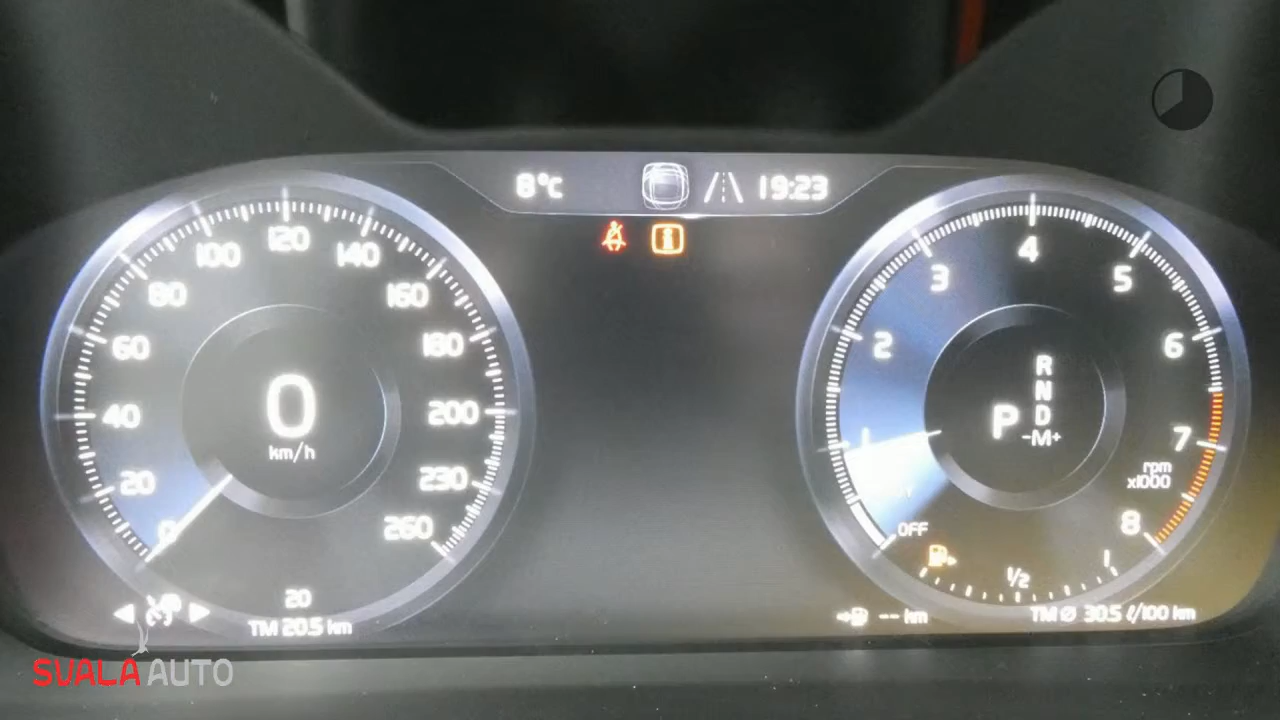 8°C
19:23
0
20
40
60
80
100
120
140
160
180
200
230
260
0
km/h
20
TM 20.5 km
1
2
3
4
5
6
7
8
OFF
R
N
P D
-M+
rpm
x1000
1/2
1
-- km
TM Ø 30.5 ℓ/100 km
SVALA AUTO